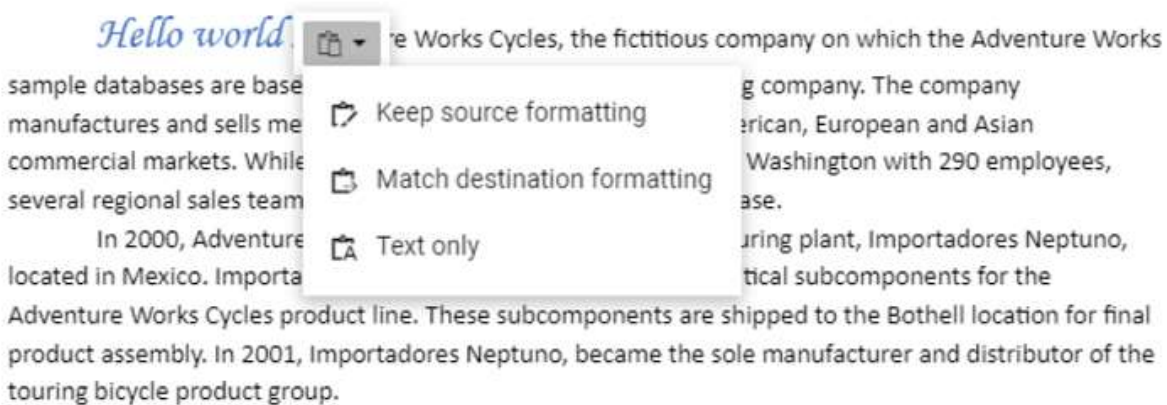 Hello world re Works Cycles, the fictitious company on which the Adventure Works
sample databases are base g company. The company
Keep source formatting
manufactures and sells me erican, European and Asian
commercial markets. While Washington with 290 employees,
Match destination formatting
several regional sales team ase.
In 2000, Adventure uring plant, Importadores Neptuno,
Text only
located in Mexico. Importa tical subcomponents for the
Adventure Works Cycles product line. These subcomponents are shipped to the Bothell location for final
product assembly. In 2001, Importadores Neptuno, became the sole manufacturer and distributor of the
touring bicycle product group.